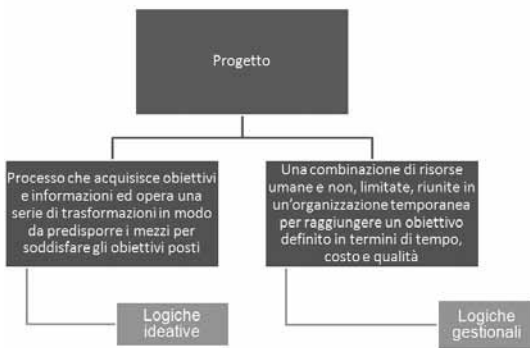 Progetto
Processo che acquisisce obiettivi
e informazioni ed opera una
serie di trasformazioni in modo
da predisporre i mezzi per
soddisfare gli obiettivi posti
Logiche
ideative
Una combinazione di risorse
umane e non, limitate, riunite in
un'organizzazione temporanea
per raggiungere un obiettivo
definito in termini di tempo,
costo e qualità
Logiche
gestionali